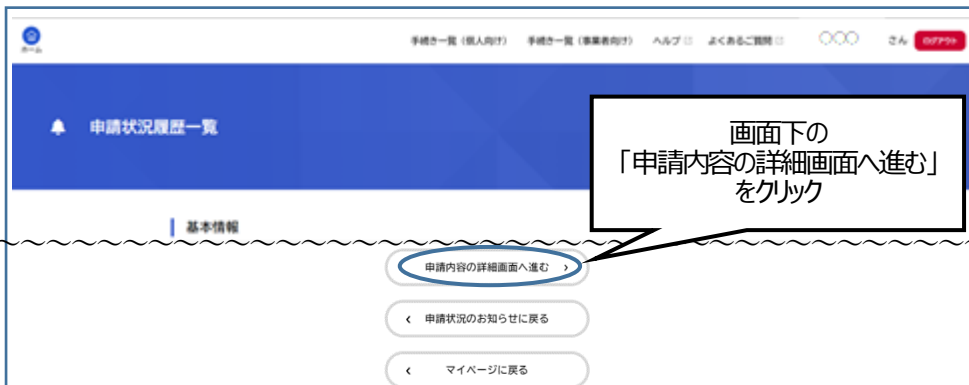 ホーム
手続き一覧（個人向け） 手続き一覧（事業者向け） ヘルプ よくあるご質問 〇〇〇 さん ログアウト
申請状況履歴一覧
画面下の
「申請内容の詳細画面へ進む」
をクリック
基本情報
申請内容の詳細画面へ進む ›
‹ 申請状況のお知らせに戻る
‹ マイページに戻る